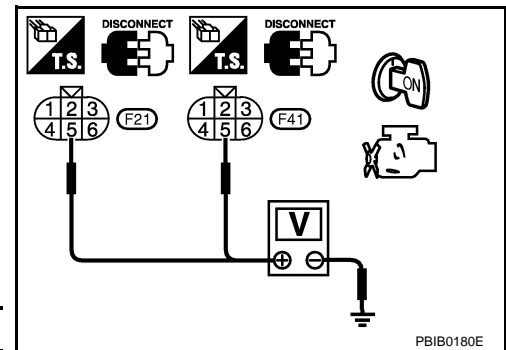 DISCONNECT DISCONNECT
T.S. T.S.
ON
1 2 3 1 2 3
4 5 6 F21 4 5 6 F41
V
+ −
PBIB0180E